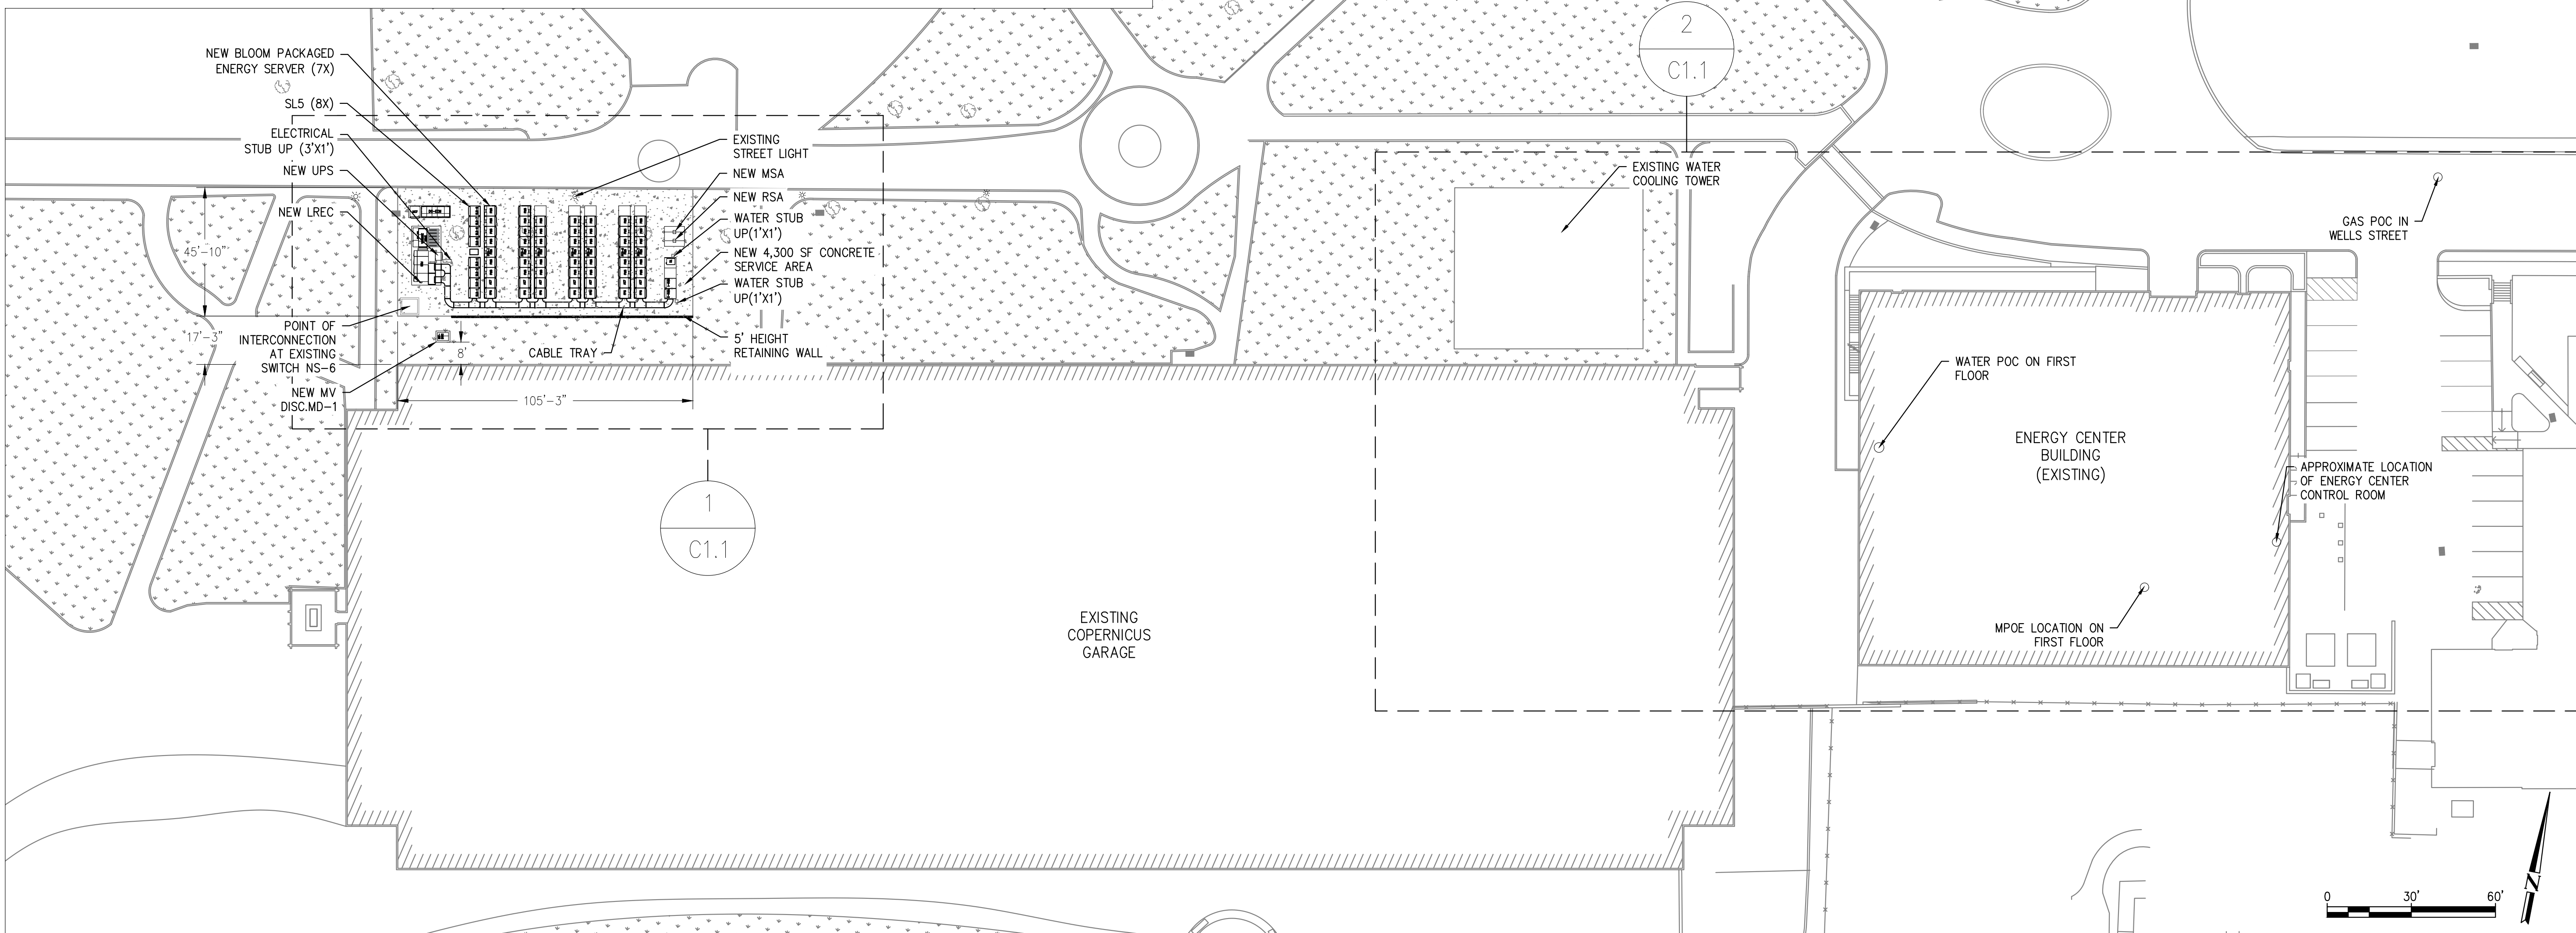 2
C1.1
NEW BLOOM PACKAGED
ENERGY SERVER (7X)
SL5 (8X)
ELECTRICAL
STUB UP (3'X1')
NEW UPS
NEW LREC
45'-10"
17'-3"
POINT OF
INTERCONNECTION
AT EXISTING
SWITCH NS-6
NEW MV
DISC.MD-1
8'
CABLE TRAY
105'-3"
EXISTING
STREET LIGHT
NEW MSA
NEW RSA
WATER STUB
UP(1'X1')
NEW 4,300 SF CONCRETE
SERVICE AREA
WATER STUB
UP(1'X1')
5' HEIGHT
RETAINING WALL
1
C1.1
EXISTING WATER
COOLING TOWER
GAS POC IN
WELLS STREET
WATER POC ON FIRST
FLOOR
ENERGY CENTER
BUILDING
(EXISTING)
APPROXIMATE LOCATION
OF ENERGY CENTER
CONTROL ROOM
MPOE LOCATION ON
FIRST FLOOR
EXISTING
COPERNICUS
GARAGE
N
0 30' 60'